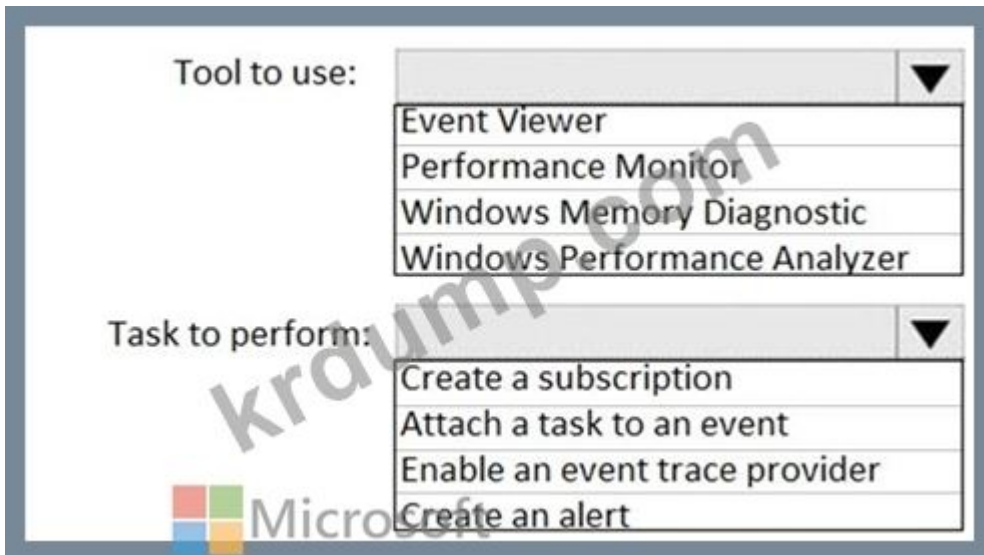 Tool to use:
Event Viewer
Performance Monitor
Windows Memory Diagnostic
Windows Performance Analyzer
Task to perform:
Create a subscription
Attach a task to an event
Enable an event trace provider
Create an alert
krdump.com
Microsoft